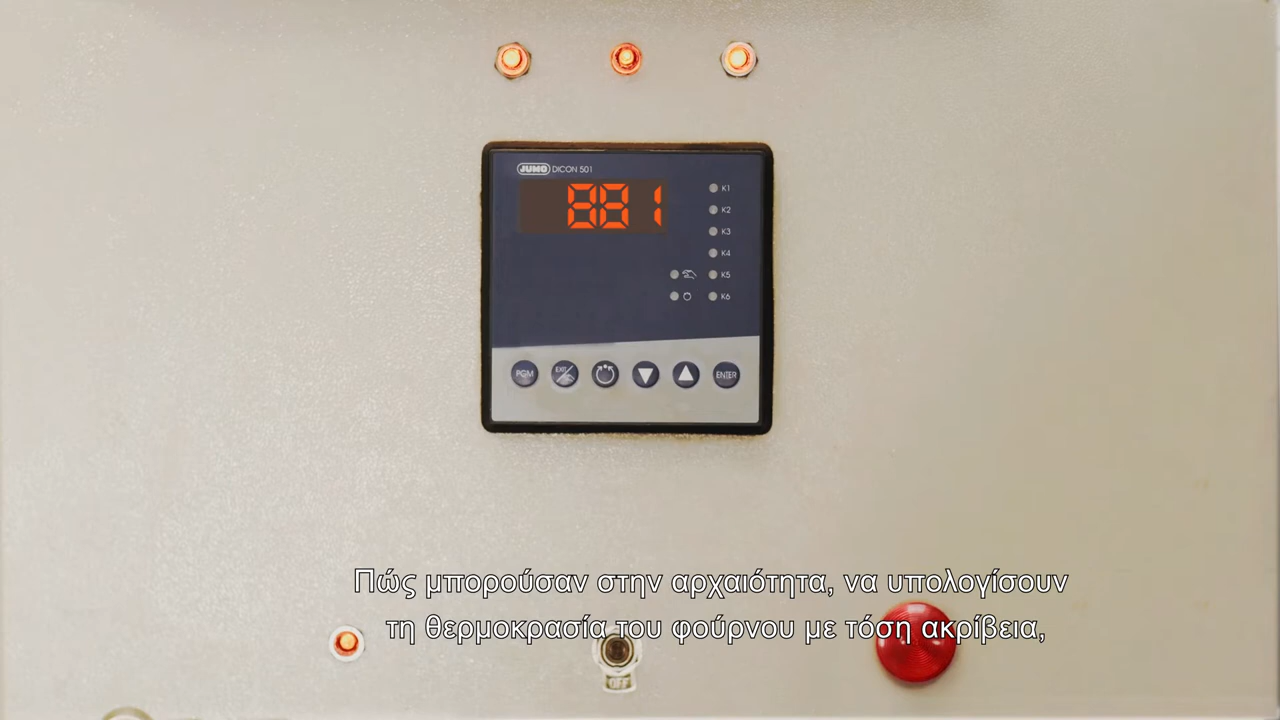 JUMO DICON 501
881
K1
K2
K3
K4
K5
K6
PGM
EXIT
ENTER
Πώς μπορούσαν στην αρχαιότητα, να υπολογίσουν
τη θερμοκρασία του φούρνου με τόση ακρίβεια,
OFF